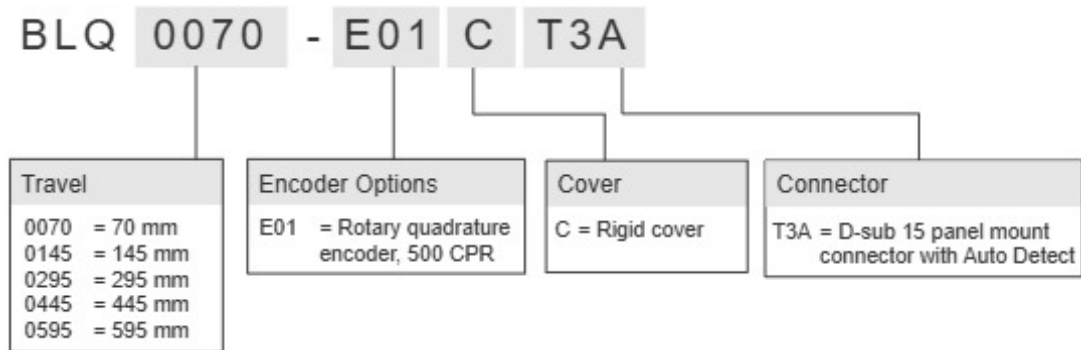 BLQ 0070 - E01 C T3A
Travel
0070 = 70 mm
0145 = 145 mm
0295 = 295 mm
0445 = 445 mm
0595 = 595 mm
Encoder Options
E01 = Rotary quadrature
encoder, 500 CPR
Cover
C = Rigid cover
Connector
T3A = D-sub 15 panel mount
connector with Auto Detect